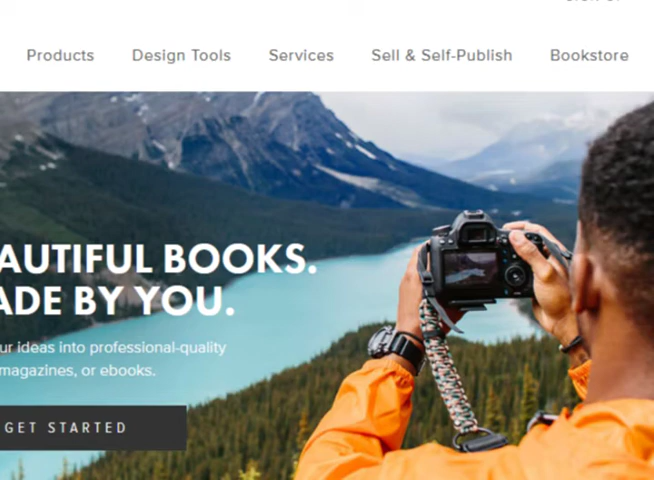 Products Design Tools Services Sell & Self-Publish Bookstore
AUTIFUL BOOKS.
ADE BY YOU.
ur ideas into professional-quality
magazines, or ebooks.
GET STARTED